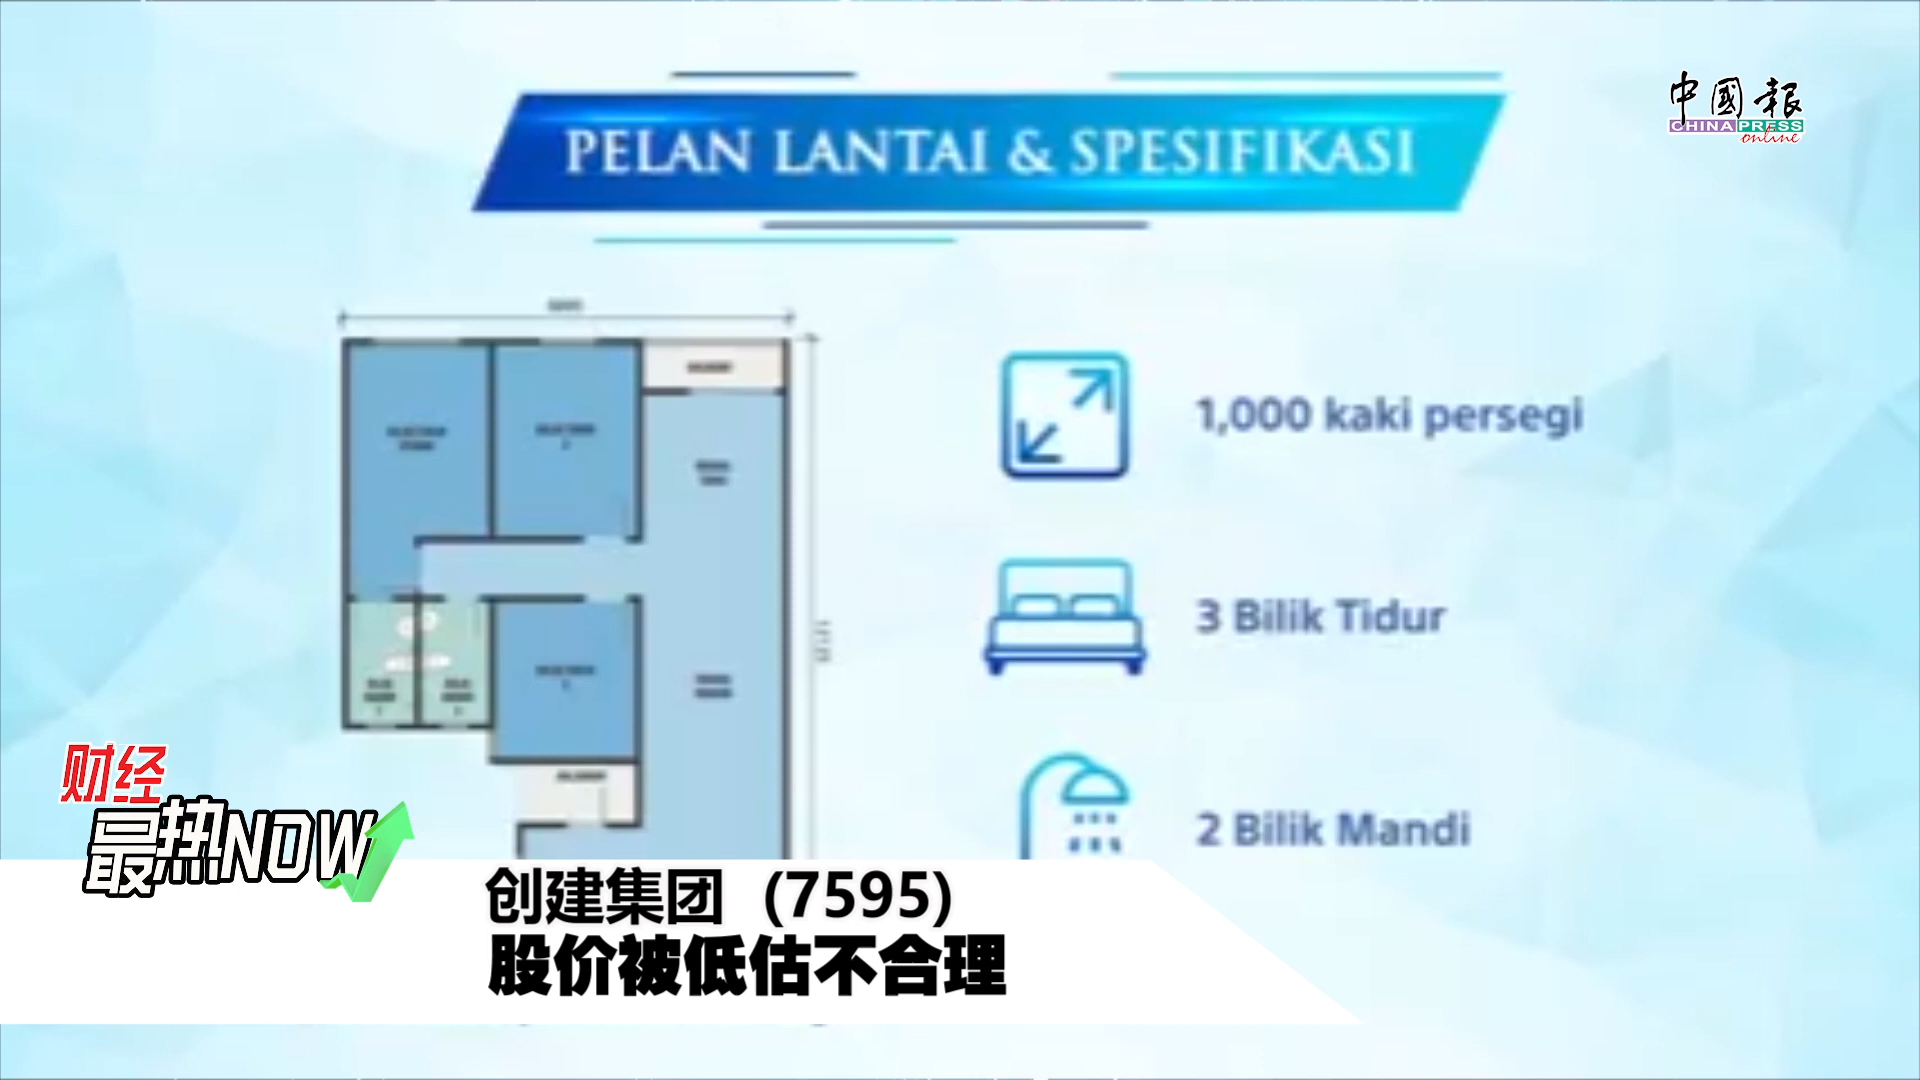 中國報
CHINA PRESS
online
PELAN LANTAI & SPESIFIKASI
1,000 kaki persegi
3 Bilik Tidur
2 Bilik Mandi
财经
最热NOW
创建集团 (7595)
股价被低估不合理